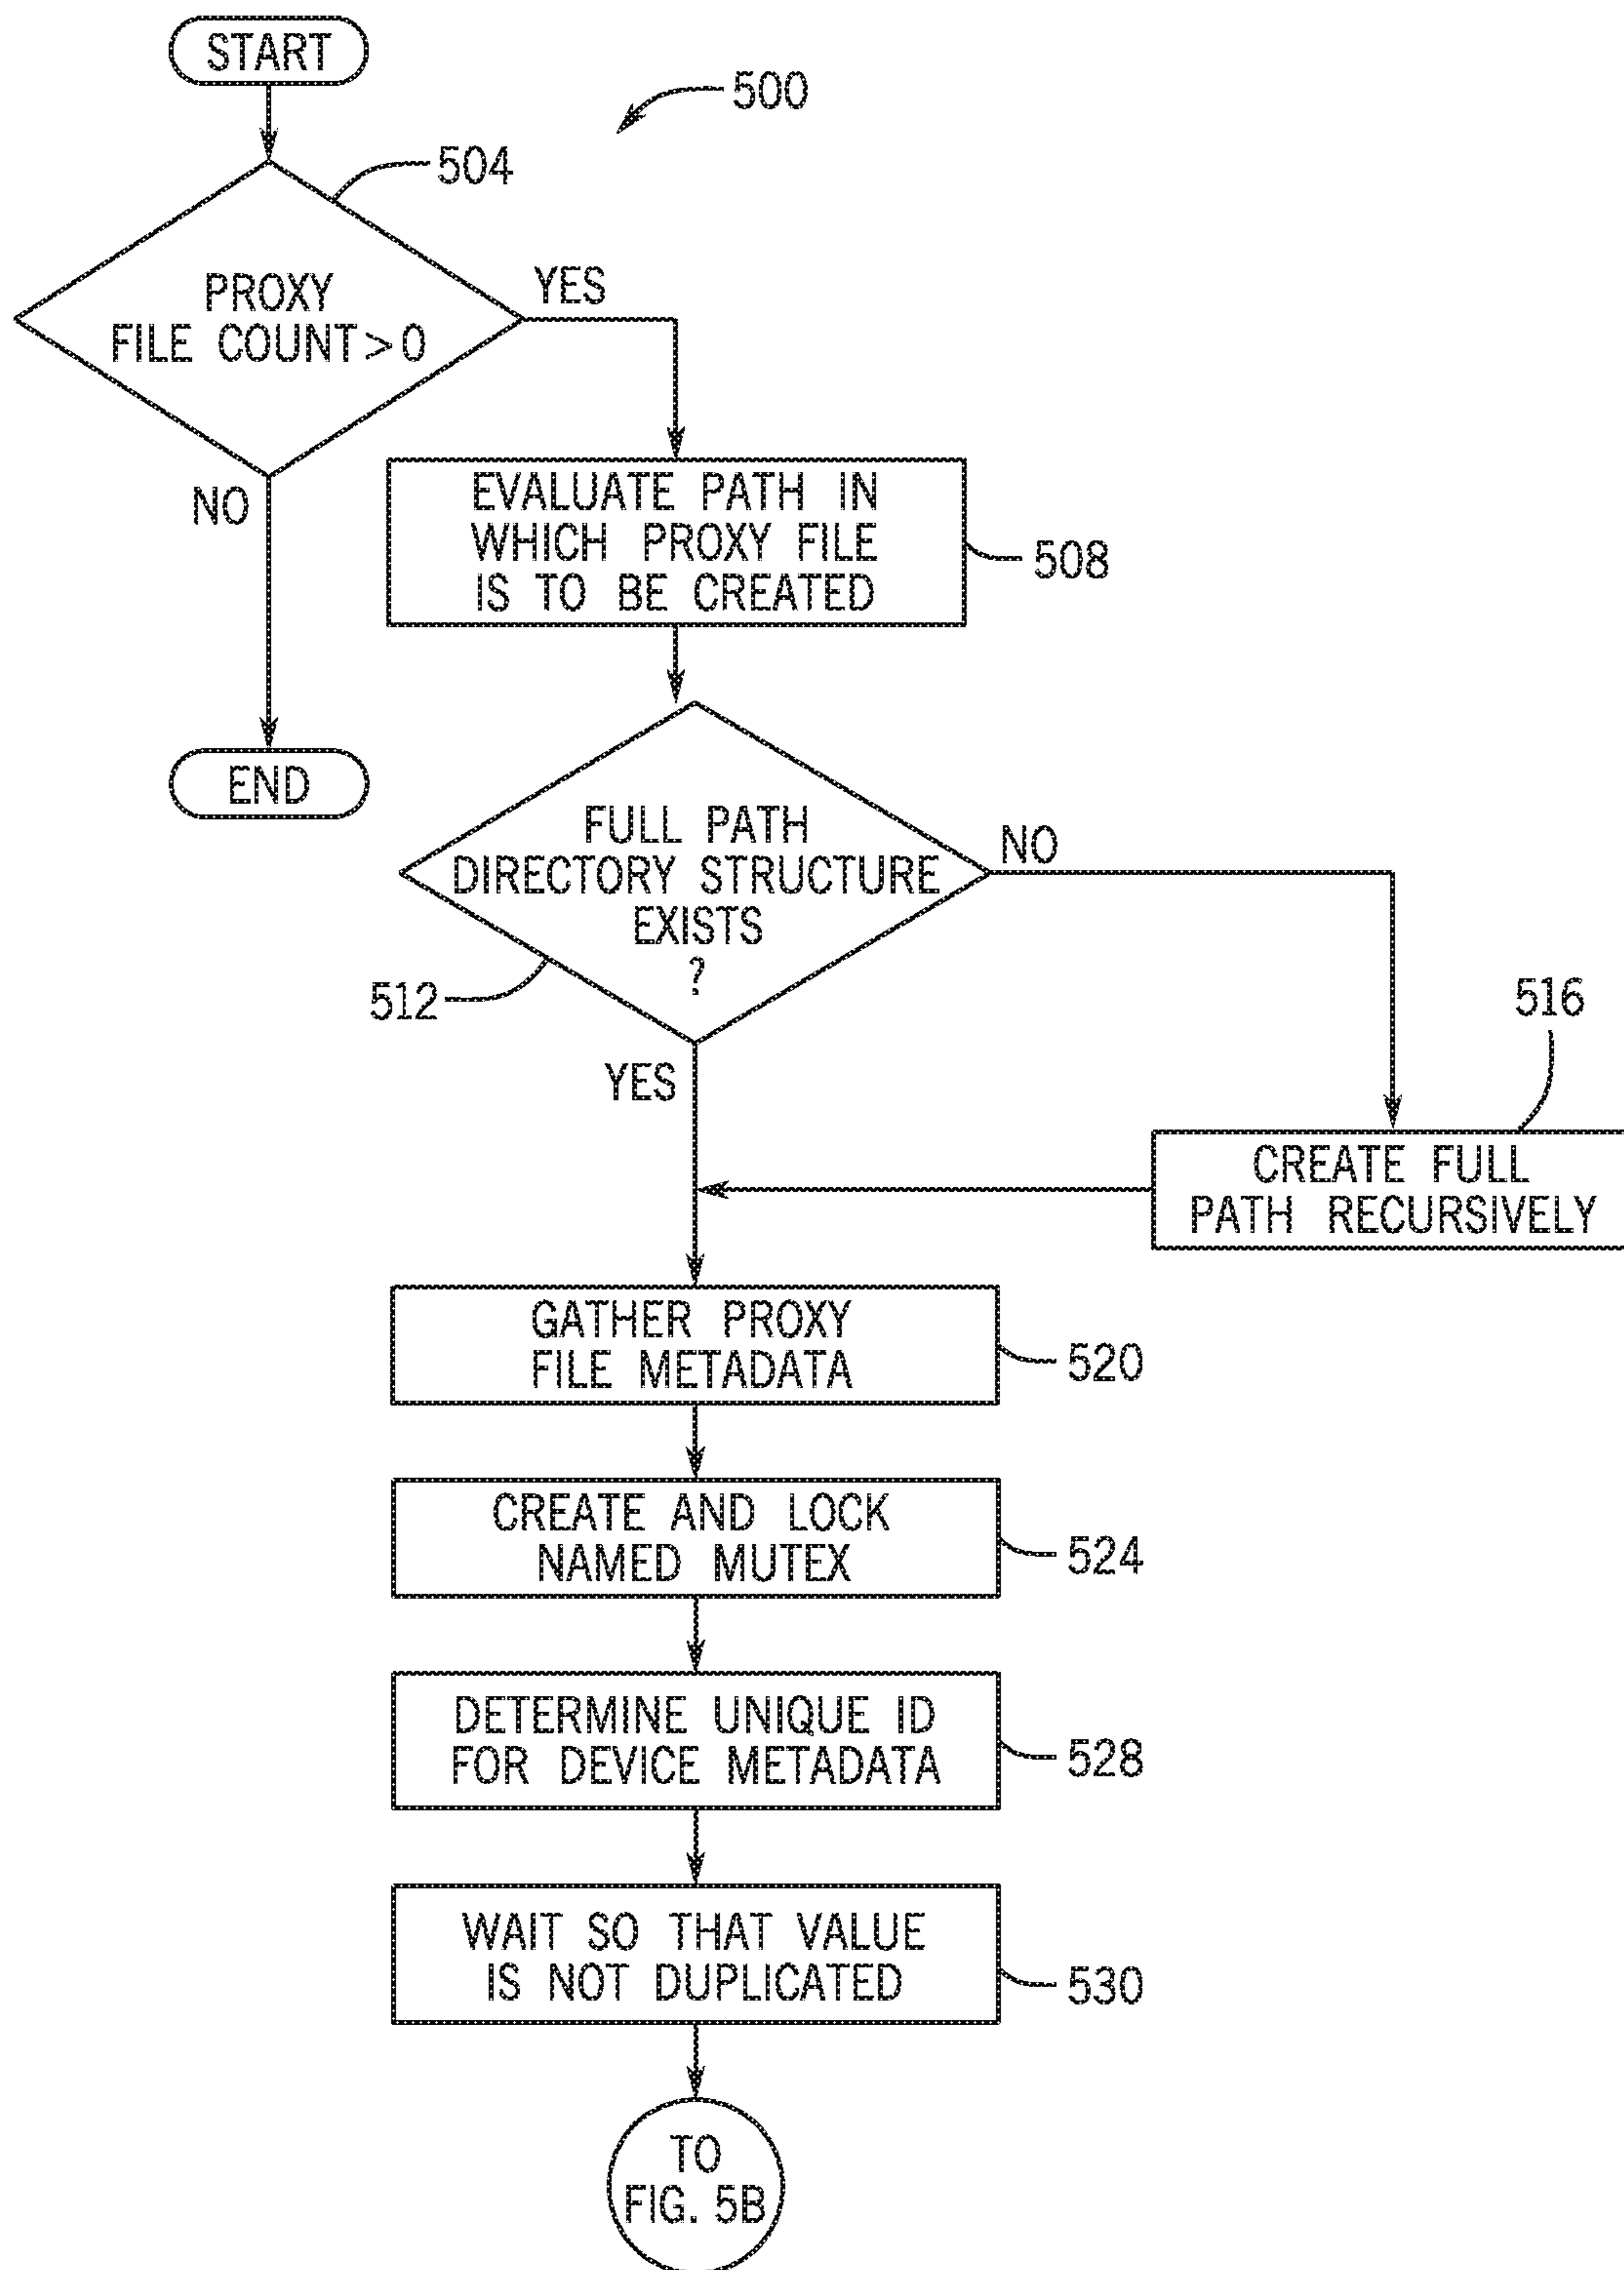 START
500
504
PROXY
FILE COUNT>0
YES
NO
EVALUATE PATH IN
WHICH PROXY FILE
IS TO BE CREATED
508
END
FULL PATH
DIRECTORY STRUCTURE
EXISTS
?
NO
512
YES
516
CREATE FULL
PATH RECURSIVELY
GATHER PROXY
FILE METADATA
520
CREATE AND LOCK
NAMED MUTEX
524
DETERMINE UNIQUE ID
FOR DEVICE METADATA
528
WAIT SO THAT VALUE
IS NOT DUPLICATED
530
TO
FIG. 5B